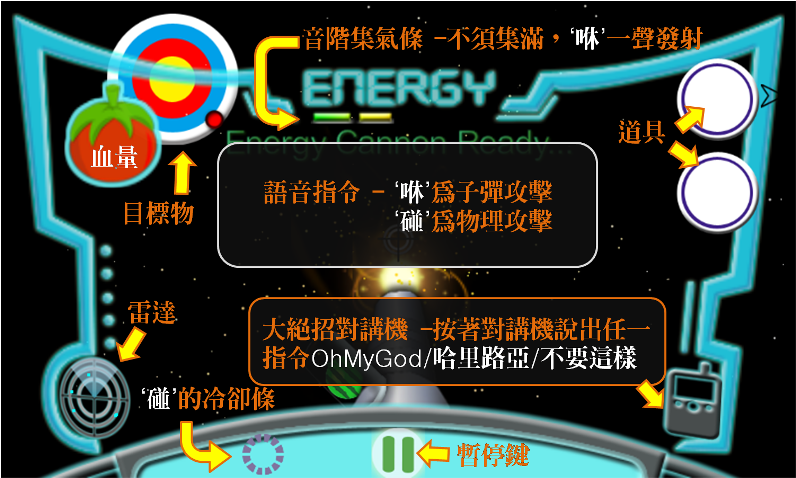 音階集氣條 －不須集滿，‘咻’一聲發射
ENERGY
Energy Cannon Ready
血量
道具
目標物
語音指令 － ‘咻’爲子彈攻擊
‘碰’爲物理攻擊
雷達
大絕招對講機 －按著對講機說出任一
指令OhMyGod/哈里路亞/不要這樣
‘碰’的冷卻條
暫停鍵